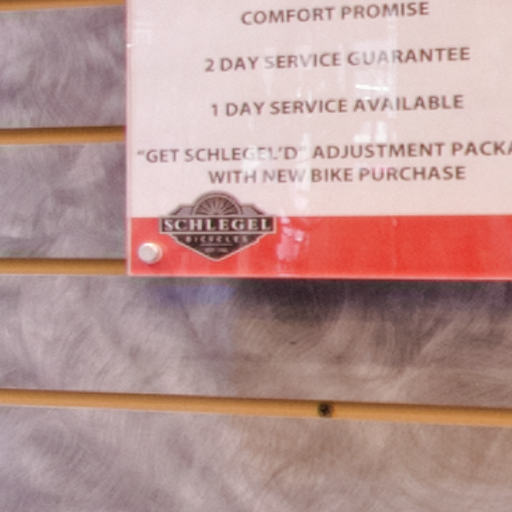 COMFORT PROMISE
2 DAY SERVICE GUARANTEE
1 DAY SERVICE AVAILABLE
"GET SCHLEGEL'D" ADJUSTMENT PACKA
WITH NEW BIKE PURCHASE
SCHLEGEL
BICYCLES